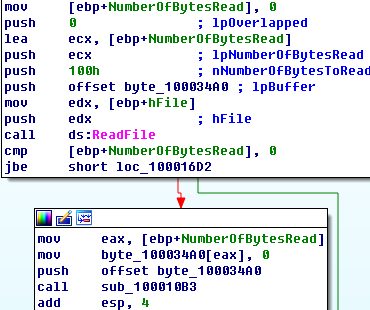 mov [ebp+NumberOfBytesRead], 0
push 0 ; lpOverlapped
lea ecx, [ebp+NumberOfBytesRead]
push ecx ; lpNumberOfBytesRead
push 100h ; nNumberOfBytesToRead
push offset byte_100034A0 ; lpBuffer
mov edx, [ebp+hFile]
push edx ; hFile
call ds:ReadFile
cmp [ebp+NumberOfBytesRead], 0
jbe short loc_100016D2
mov eax, [ebp+NumberOfBytesRead]
mov byte_100034A0[eax], 0
push offset byte_100034A0
call sub_100010B3
add esp, 4